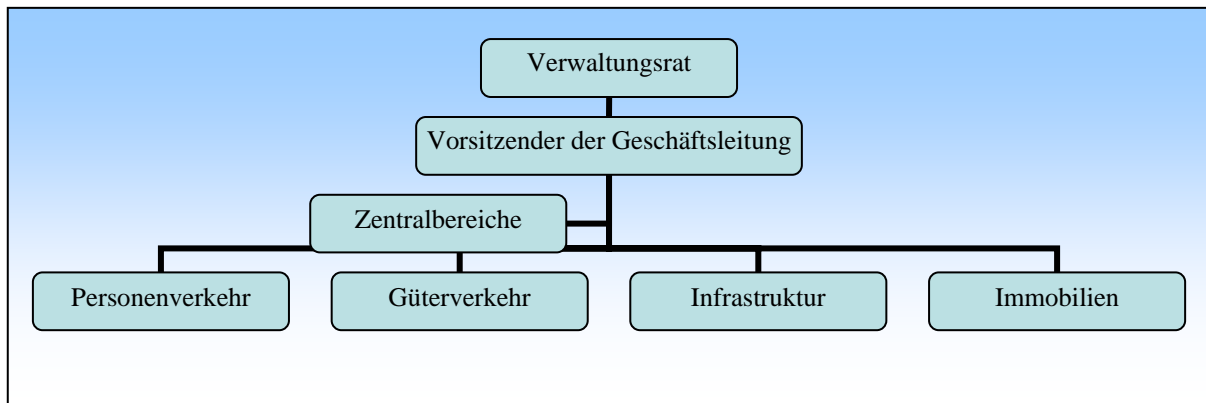 Verwaltungsrat
Vorsitzender der Geschäftsleitung
Zentralbereiche
Personenverkehr
Güterverkehr
Infrastruktur
Immobilien